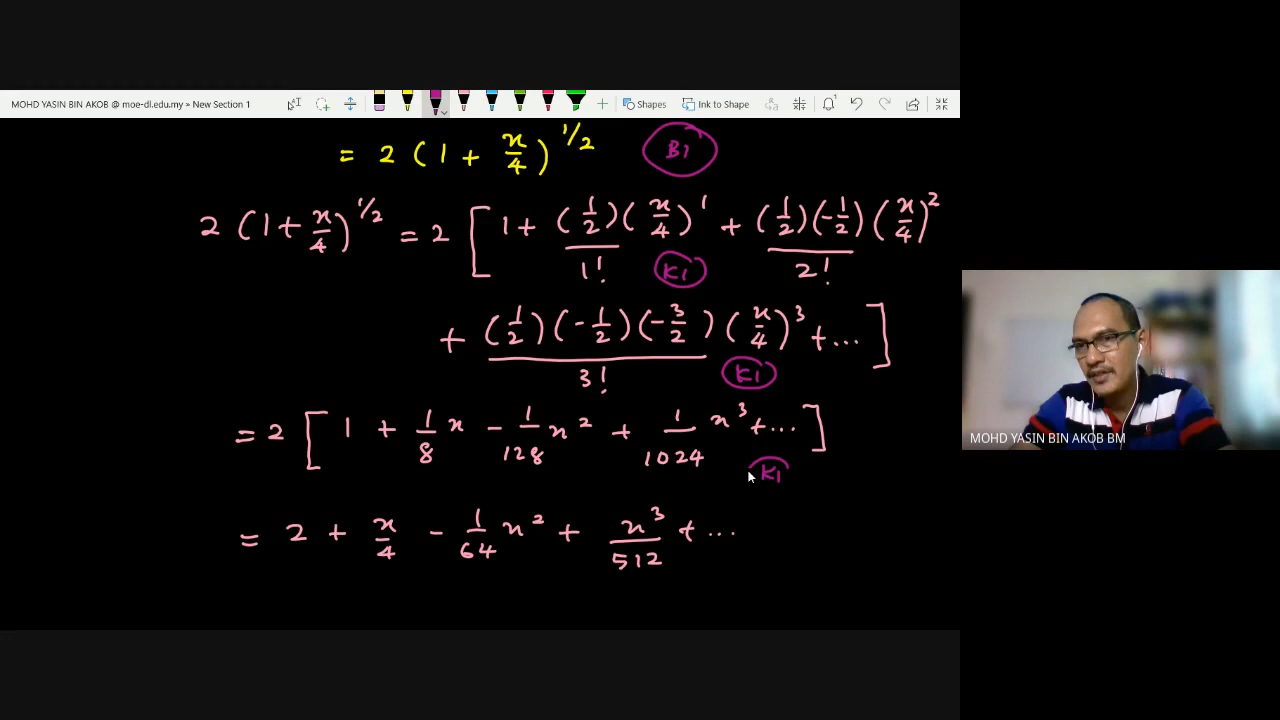 MOHD YASIN BIN AKOB @ moe-dl.edu.my » New Section 1
Shapes
Ink to Shape
= 2 ( 1 + x/4 )^1/2 B1
2 ( 1 + x/4 )^1/2 = 2 [ 1 + (1/2)/1! (x/4)^1 + (1/2)(-1/2)/2! (x/4)^2
K1
+ (1/2)(-1/2)(-3/2)/3! (x/4)^3 + ... ]
K1
= 2 [ 1 + 1/8 x - 1/128 x^2 + 1/1024 x^3 + ... ]
K1
= 2 + x/4 - 1/64 x^2 + x^3/512 + ...
MOHD YASIN BIN AKOB BM